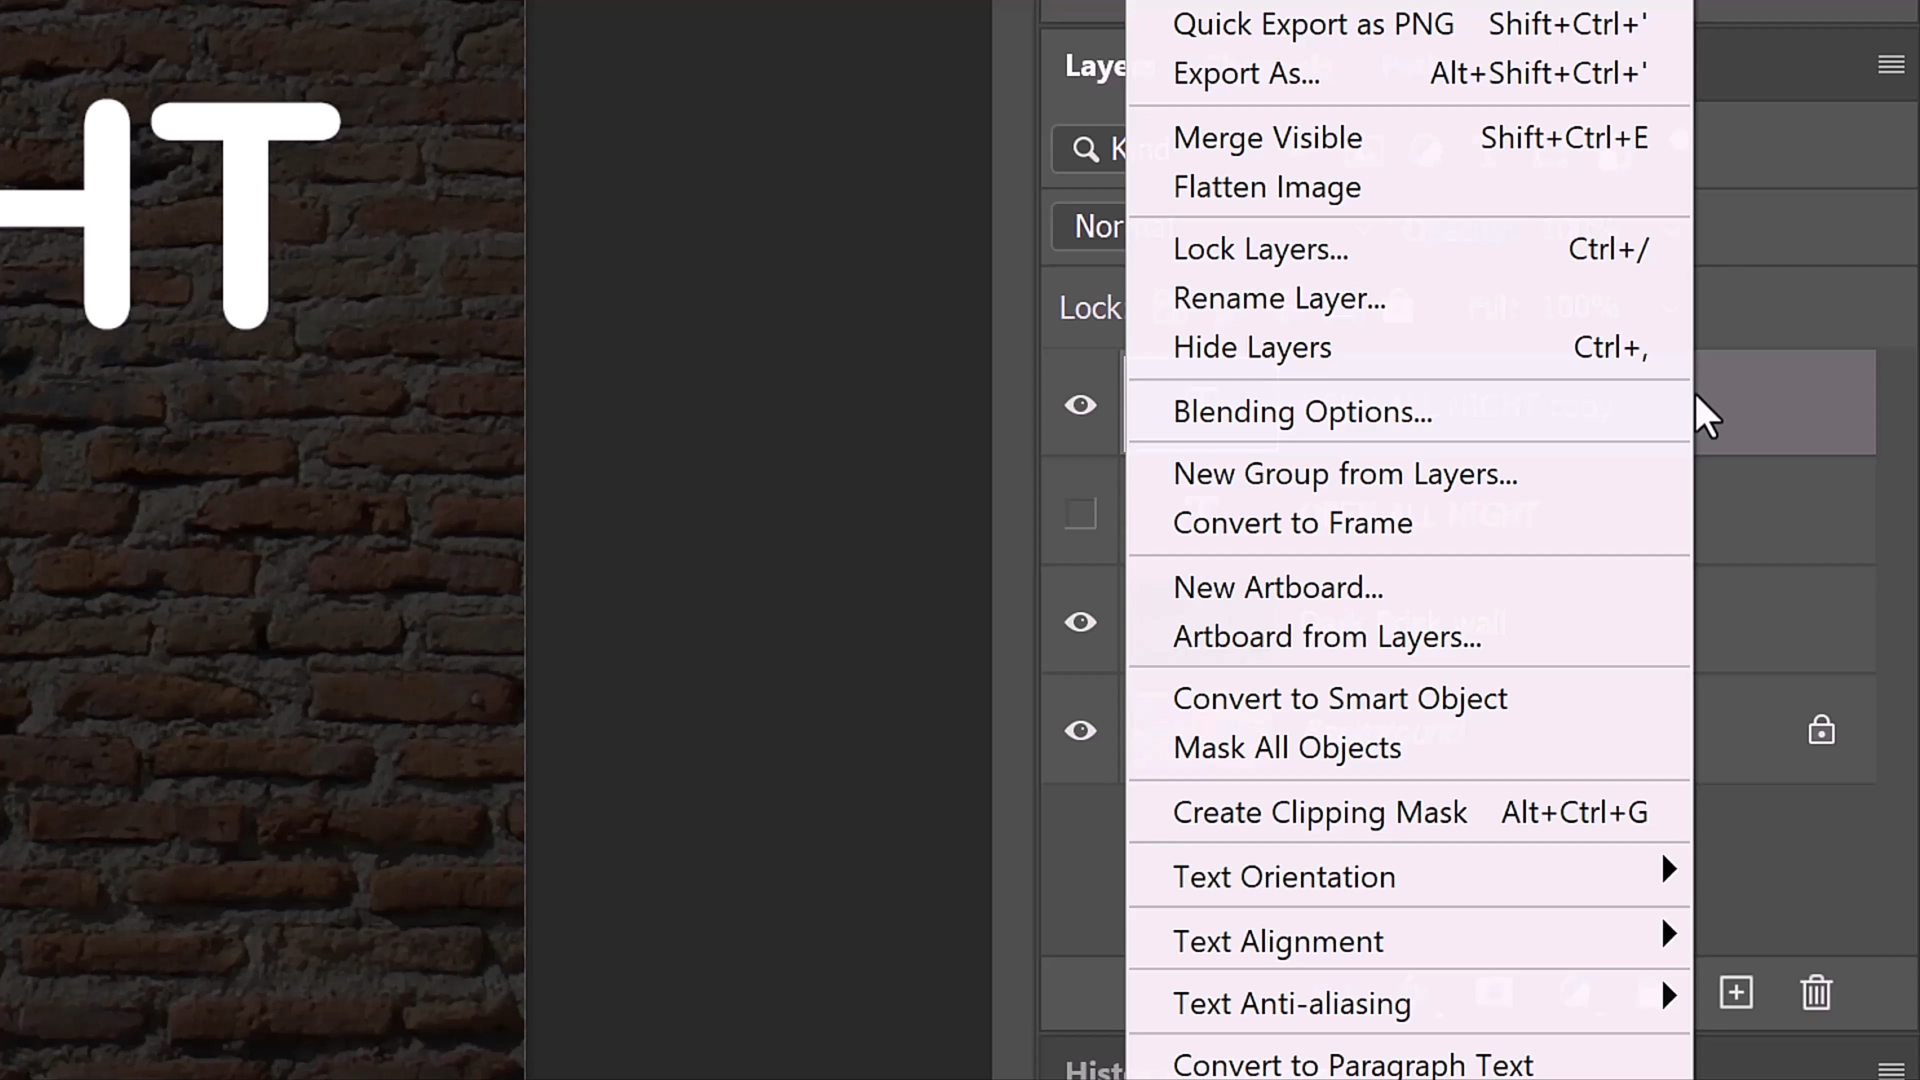 HT
Quick Export as PNG Shift+Ctrl+'
Export As... Alt+Shift+Ctrl+'
Merge Visible Shift+Ctrl+E
Flatten Image
Lock Layers... Ctrl+/
Rename Layer...
Hide Layers Ctrl+,
Blending Options...
New Group from Layers...
Convert to Frame
New Artboard...
Artboard from Layers...
Convert to Smart Object
Mask All Objects
Create Clipping Mask Alt+Ctrl+G
Text Orientation
Text Alignment
Text Anti-aliasing
Convert to Paragraph Text
Laye
K
Nor
Lock:
Hist